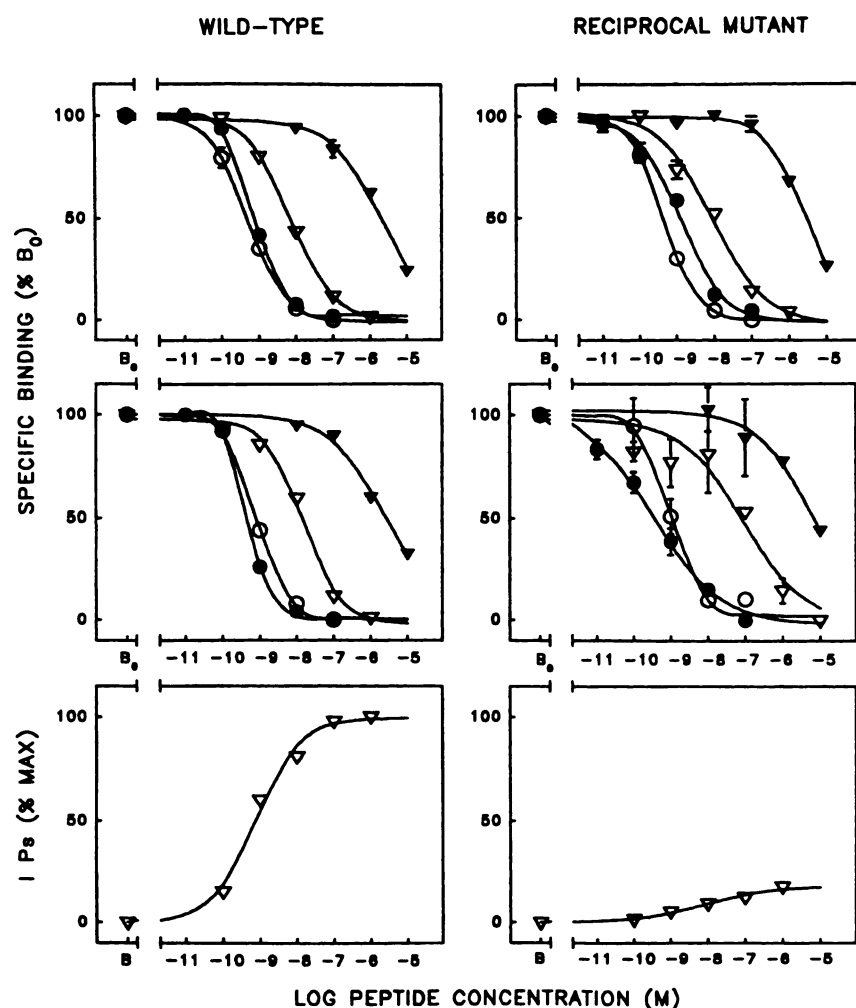 WILD-TYPE
RECIPROCAL MUTANT
SPECIFIC BINDING (% B0)
100
50
0
B0 -11 -10 -9 -8 -7 -6 -5
100
50
0
B0 -11 -10 -9 -8 -7 -6 -5
100
50
0
B0 -11 -10 -9 -8 -7 -6 -5
100
50
0
B0 -11 -10 -9 -8 -7 -6 -5
I Ps (% MAX)
100
50
0
B -11 -10 -9 -8 -7 -6 -5
100
50
0
B -11 -10 -9 -8 -7 -6 -5
LOG PEPTIDE CONCENTRATION (M)